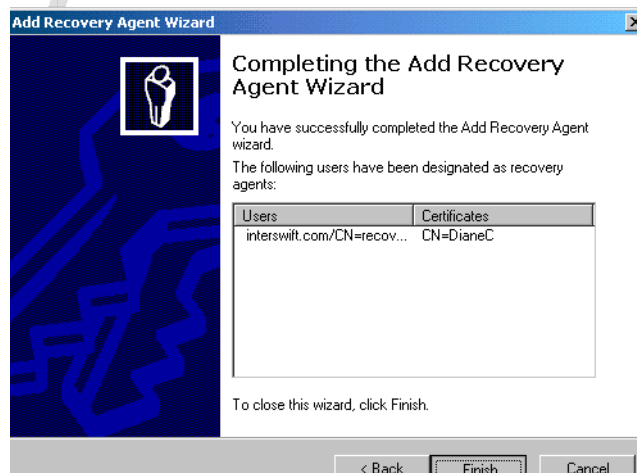 Add Recovery Agent Wizard
Completing the Add Recovery
Agent Wizard
You have successfully completed the Add Recovery Agent
wizard.
The following users have been designated as recovery
agents:
Users Certificates
interswift.com/CN=recov... CN=DianeC
To close this wizard, click Finish.
< Back Finish Cancel